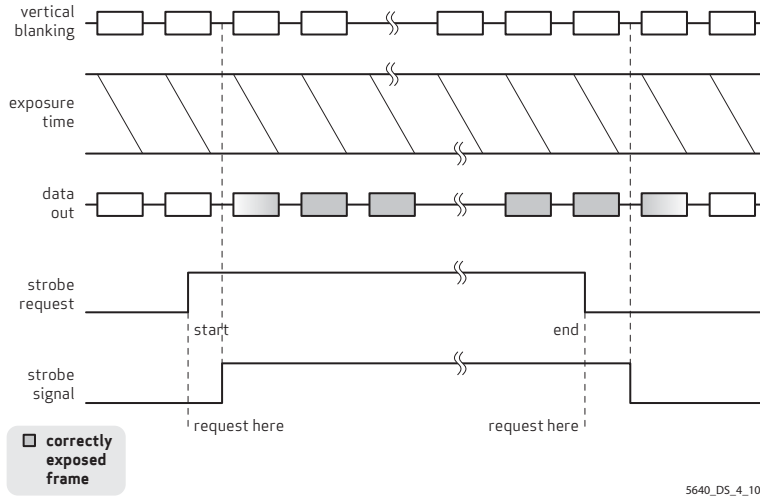 vertical
blanking
exposure
time
data
out
strobe
request
start
end
strobe
signal
request here
request here
correctly
exposed
frame
5640_DS_4_10